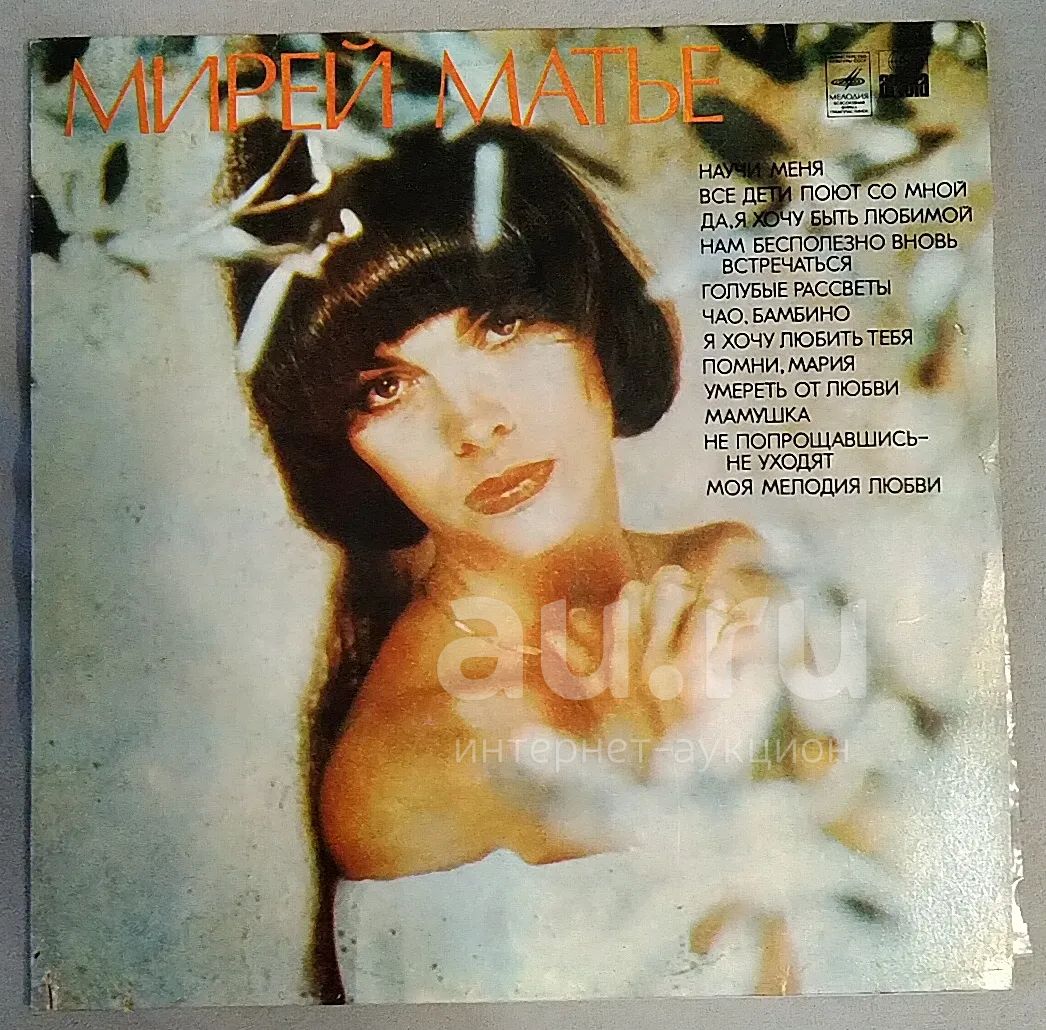 МИРЕЙ МАТЬЕ
МЕЛОДИЯ
НАУЧИ МЕНЯ
ВСЕ ДЕТИ ПОЮТ СО МНОЙ
ДА, Я ХОЧУ БЫТЬ ЛЮБИМОЙ
НАМ БЕСПОЛЕЗНО ВНОВЬ
ВСТРЕЧАТЬСЯ
ГОЛУБЫЕ РАССВЕТЫ
ЧАО, БАМБИНО
Я ХОЧУ ЛЮБИТЬ ТЕБЯ
ПОМНИ, МАРИЯ
УМЕРЕТЬ ОТ ЛЮБВИ
МАМУШКА
НЕ ПОПРОЩАВШИСЬ–
НЕ УХОДЯТ
МОЯ МЕЛОДИЯ ЛЮБВИ
au.ru
интернет-аукцион